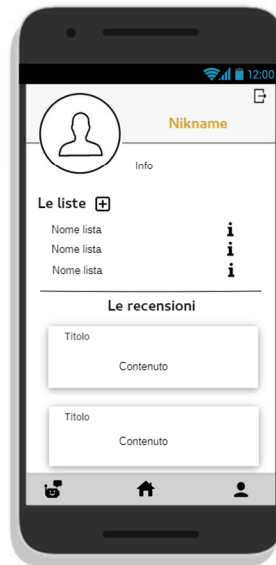 12:00
Nikname
Info
Le liste
Nome lista
Nome lista
Nome lista
Le recensioni
Titolo
Contenuto
Titolo
Contenuto